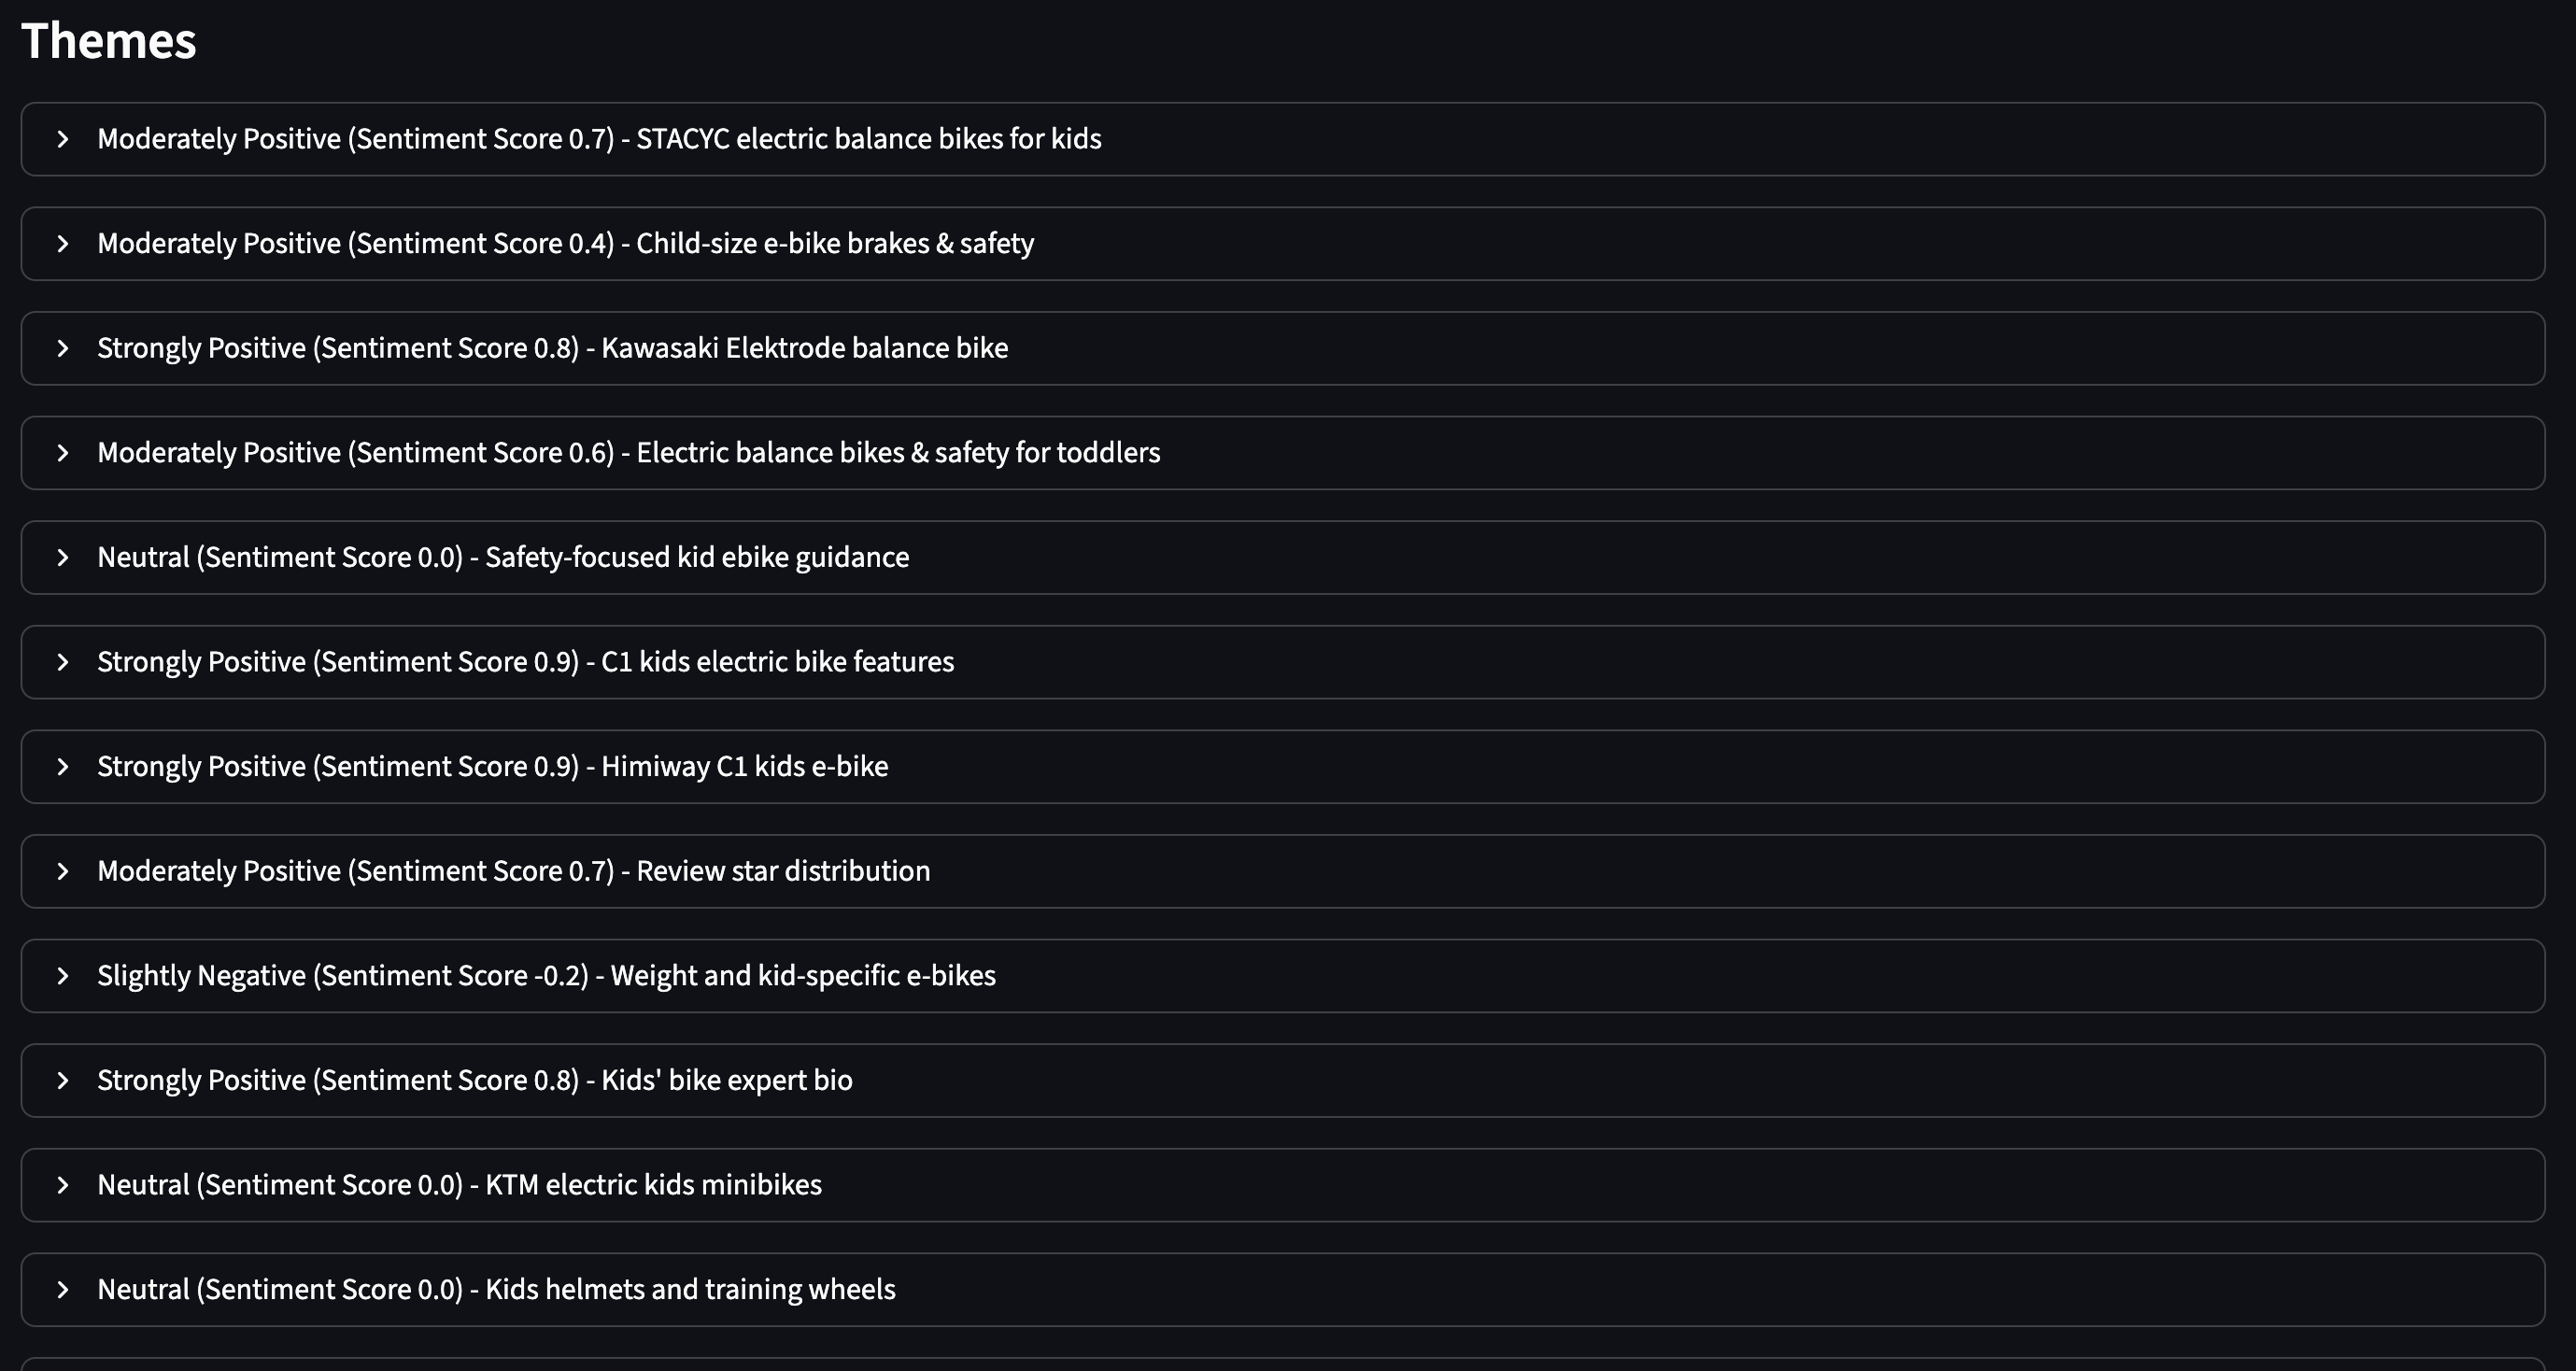 Themes
Moderately Positive (Sentiment Score 0.7) - STACYC electric balance bikes for kids
Moderately Positive (Sentiment Score 0.4) - Child-size e-bike brakes & safety
Strongly Positive (Sentiment Score 0.8) - Kawasaki Elektrode balance bike
Moderately Positive (Sentiment Score 0.6) - Electric balance bikes & safety for toddlers
Neutral (Sentiment Score 0.0) - Safety-focused kid ebike guidance
Strongly Positive (Sentiment Score 0.9) - C1 kids electric bike features
Strongly Positive (Sentiment Score 0.9) - Himiway C1 kids e-bike
Moderately Positive (Sentiment Score 0.7) - Review star distribution
Slightly Negative (Sentiment Score -0.2) - Weight and kid-specific e-bikes
Strongly Positive (Sentiment Score 0.8) - Kids' bike expert bio
Neutral (Sentiment Score 0.0) - KTM electric kids minibikes
Neutral (Sentiment Score 0.0) - Kids helmets and training wheels